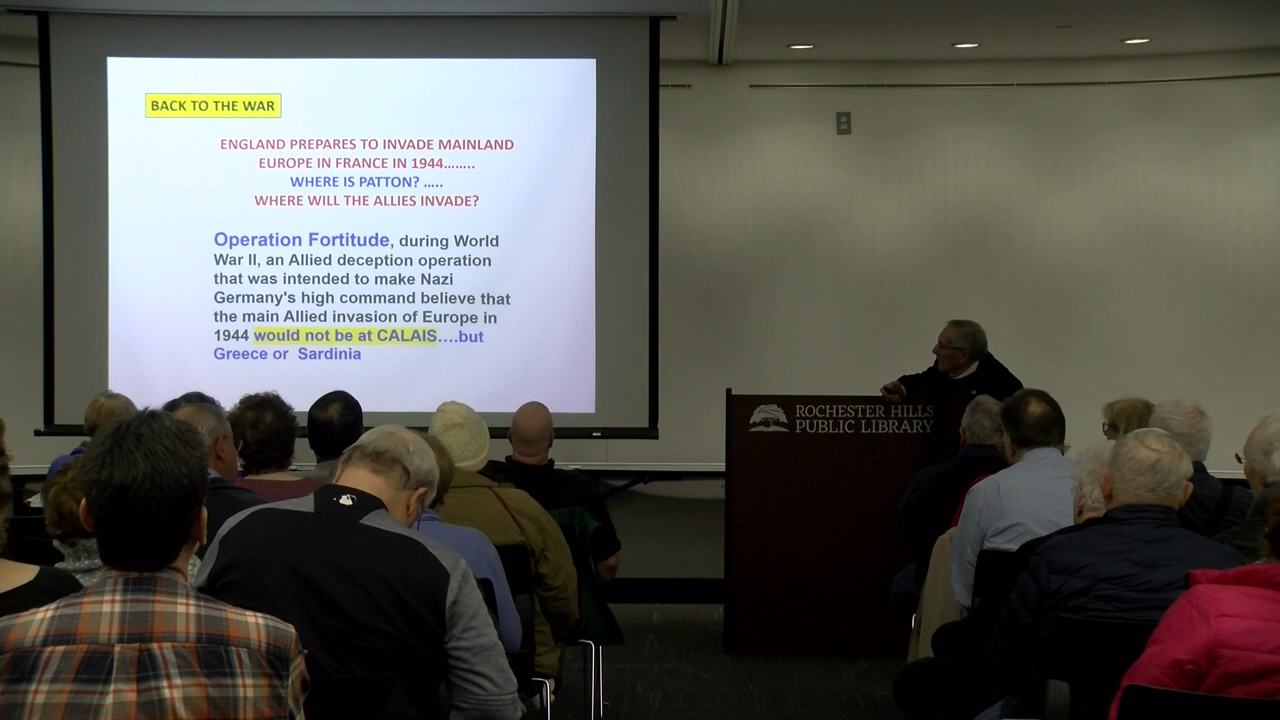 BACK TO THE WAR
ENGLAND PREPARES TO INVADE MAINLAND
EUROPE IN FRANCE IN 1944........
WHERE IS PATTON? .....
WHERE WILL THE ALLIES INVADE?
Operation Fortitude, during World
War II, an Allied deception operation
that was intended to make Nazi
Germany's high command believe that
the main Allied invasion of Europe in
1944 would not be at CALAIS....but
Greece or Sardinia
ROCHESTER HILLS
PUBLIC LIBRARY